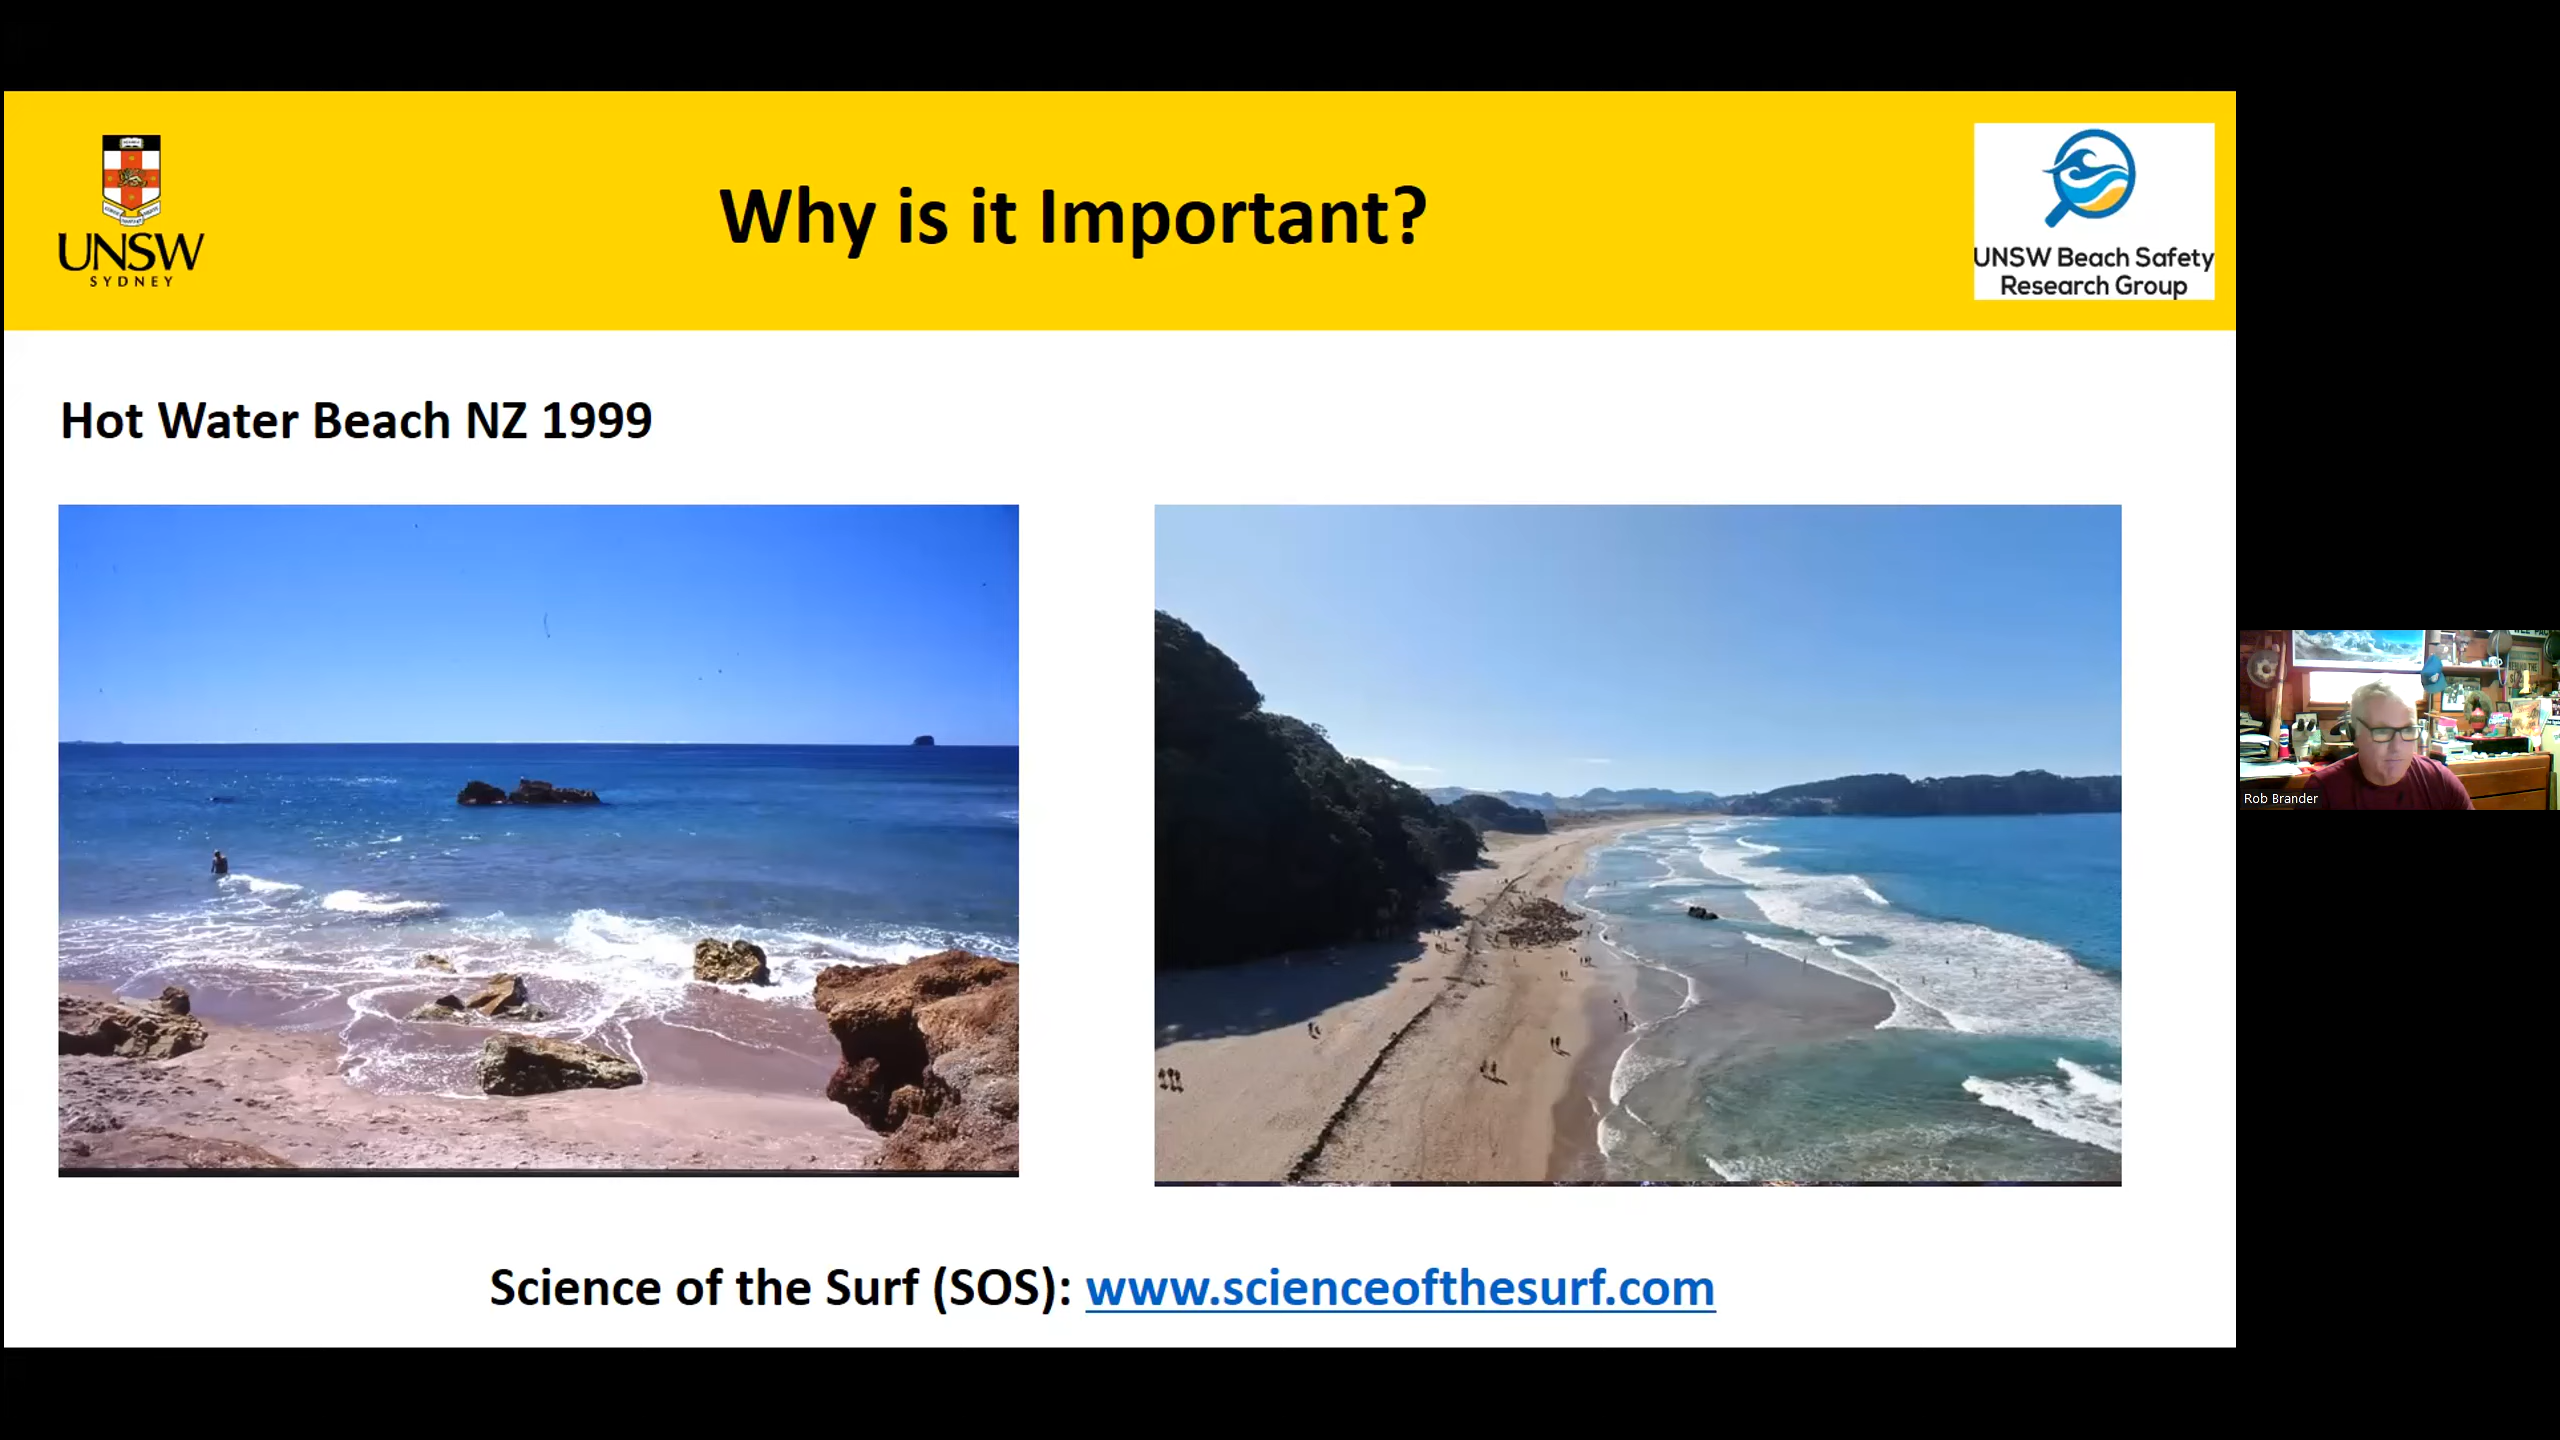 UNSW
SYDNEY
Why is it Important?
UNSW Beach Safety
Research Group
Hot Water Beach NZ 1999
Rob Brander
Science of the Surf (SOS): www.scienceofthesurf.com